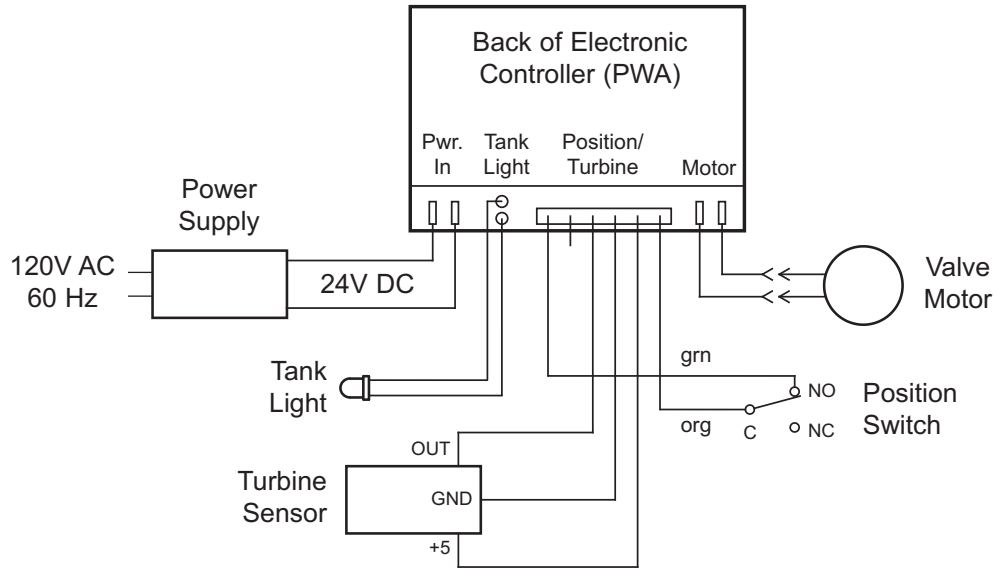 Back of Electronic
Controller (PWA)
Pwr.
In
Tank
Light
Position/
Turbine
Motor
Power
Supply
120V AC
60 Hz
24V DC
Valve
Motor
Tank
Light
grn
NO
org
C
NC
Position
Switch
OUT
Turbine
Sensor
GND
+5